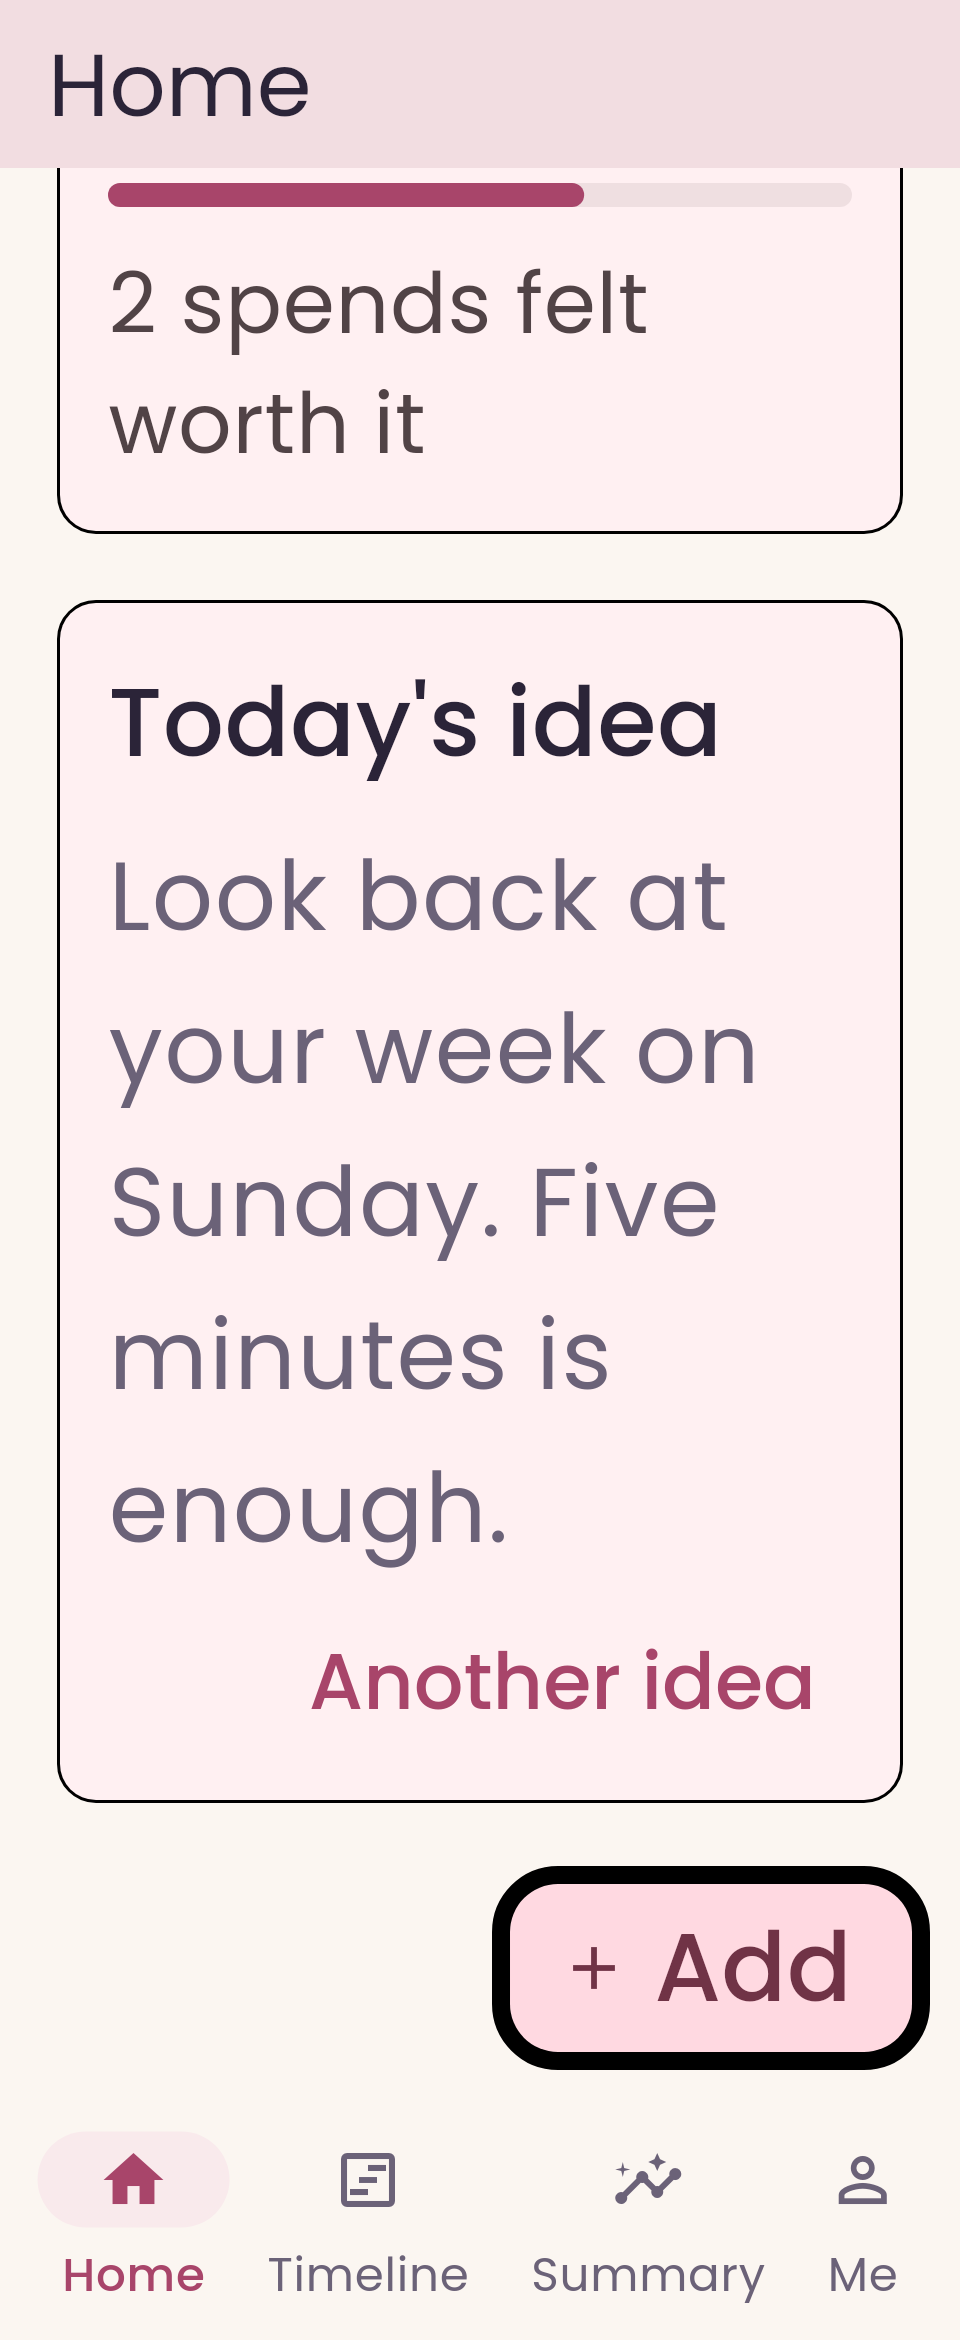 Home
2 spends felt
worth it
Today's idea
Look back at
your week on
Sunday. Five
minutes is
enough.
Another idea
+ Add
Home Timeline Summary Me